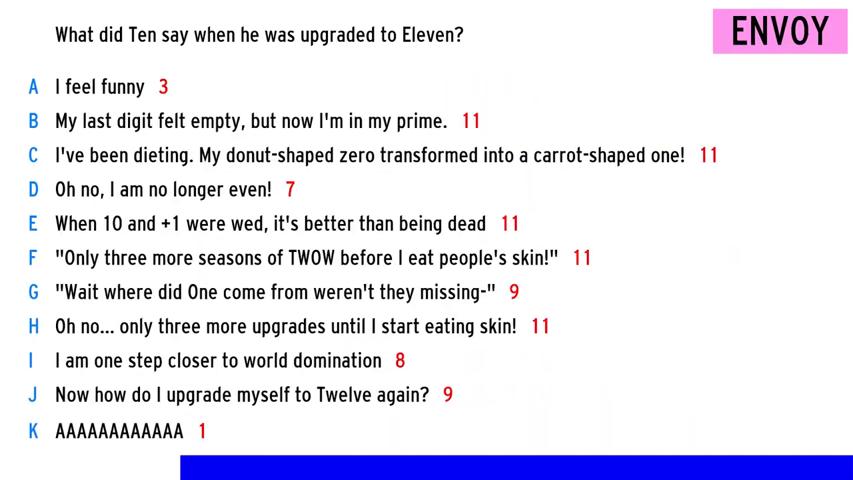 What did Ten say when he was upgraded to Eleven?
ENVOY
A I feel funny 3
B My last digit felt empty, but now I'm in my prime. 11
C I've been dieting. My donut-shaped zero transformed into a carrot-shaped one! 11
D Oh no, I am no longer even! 7
E When 10 and +1 were wed, it's better than being dead 11
F "Only three more seasons of TWOW before I eat people's skin!" 11
G "Wait where did One come from weren't they missing-" 9
H Oh no... only three more upgrades until I start eating skin! 11
I I am one step closer to world domination 8
J Now how do I upgrade myself to Twelve again? 9
K AAAAAAAAAAAA 1